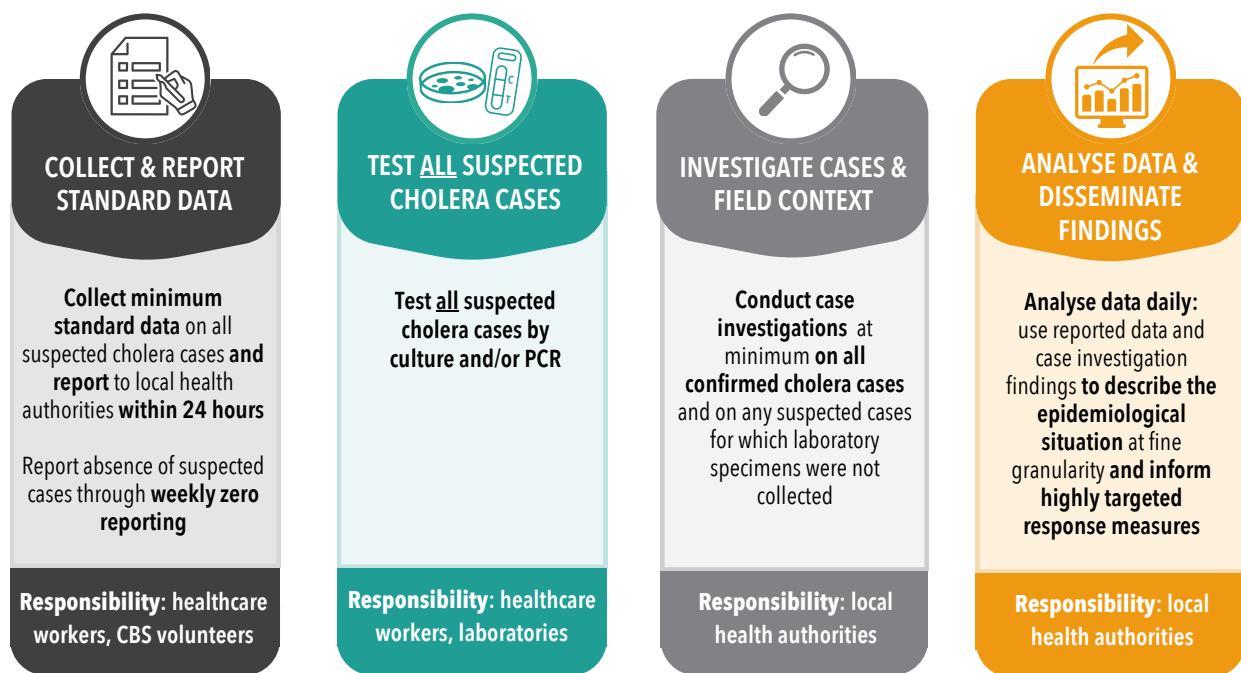 COLLECT & REPORT
STANDARD DATA
Collect minimum
standard data on all
suspected cholera cases and
report to local health
authorities within 24 hours
Report absence of suspected
cases through weekly zero
reporting
Responsibility: healthcare
workers, CBS volunteers
C
T
TEST ALL SUSPECTED
CHOLERA CASES
Test all suspected
cholera cases by
culture and/or PCR
Responsibility: healthcare
workers, laboratories
INVESTIGATE CASES &
FIELD CONTEXT
Conduct case
investigations at
minimum on all
confirmed cholera cases
and on any suspected cases
for which laboratory
specimens were not
collected
Responsibility: local
health authorities
ANALYSE DATA &
DISSEMINATE
FINDINGS
Analyse data daily:
use reported data and
case investigation
findings to describe the
epidemiological
situation at fine
granularity and inform
highly targeted
response measures
Responsibility: local
health authorities